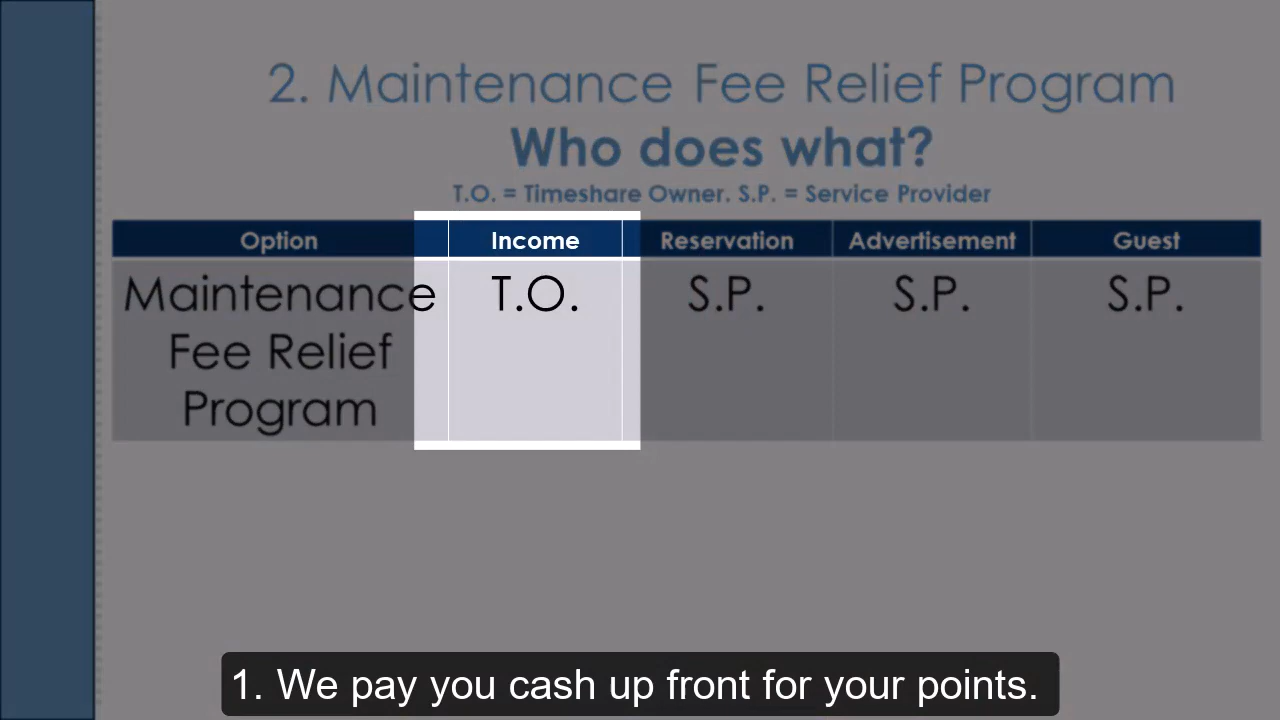 2. Maintenance Fee Relief Program
Who does what?
T.O. = Timeshare Owner. S.P. = Service Provider
Option Income Reservation Advertisement Guest
Maintenance T.O. S.P. S.P. S.P.
Fee Relief
Program
1. We pay you cash up front for your points.